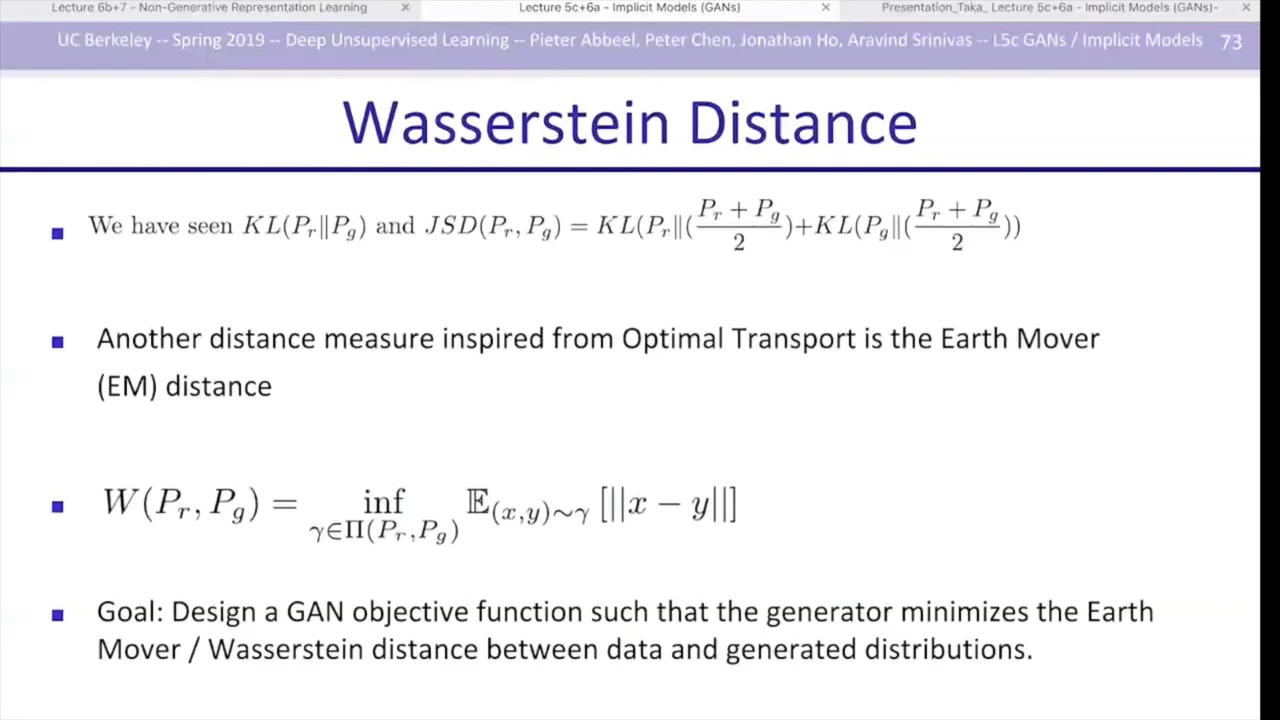 Lecture 6b+7 - Non-Generative Representation Learning × Lecture 5c+6a - Implicit Models (GANs) × Presentation_Taka_ Lecture 5c+6a - Implicit Models (GANs)- ×
UC Berkeley -- Spring 2019 -- Deep Unsupervised Learning -- Pieter Abbeel, Peter Chen, Jonathan Ho, Aravind Srinivas -- L5c GANs / Implicit Models 73
Wasserstein Distance
We have seen $KL(P_r \| P_g)$ and $JSD(P_r, P_g) = KL(P_r \| (\frac{P_r + P_g}{2}) + KL(P_g \| (\frac{P_r + P_g}{2}))$
Another distance measure inspired from Optimal Transport is the Earth Mover
(EM) distance
$W(P_r, P_g) = \inf_{\gamma \in \Pi(P_r, P_g)} \mathbb{E}_{(x,y) \sim \gamma} [||x - y||]$
Goal: Design a GAN objective function such that the generator minimizes the Earth
Mover / Wasserstein distance between data and generated distributions.